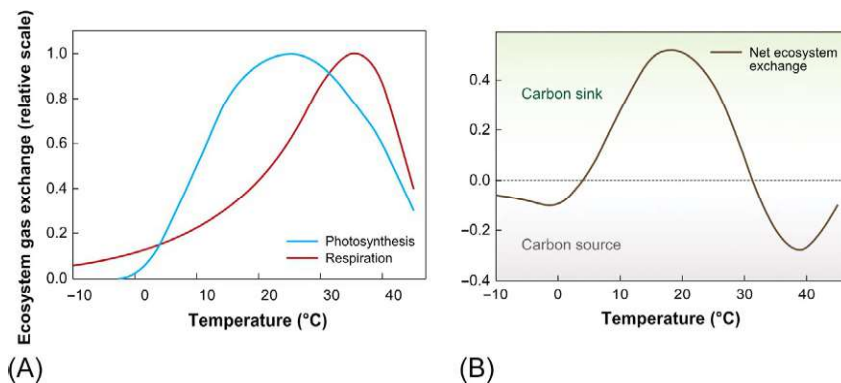 Ecosystem gas exchange (relative scale)
1.0
0.8
0.6
0.4
0.2
0.0
Photosynthesis
Respiration
–10
0
10
20
30
40
Temperature (°C)
(A)
Net ecosystem
exchange
Carbon sink
Carbon source
0.4
0.2
0.0
–0.2
–0.4
–10
0
10
20
30
40
Temperature (°C)
(B)